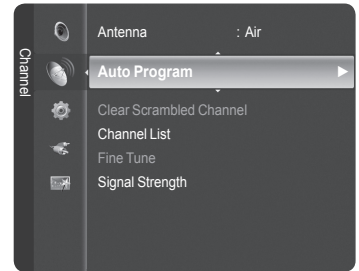 Channel
Antenna : Air
Auto Program
Clear Scrambled Channel
Channel List
Fine Tune
Signal Strength